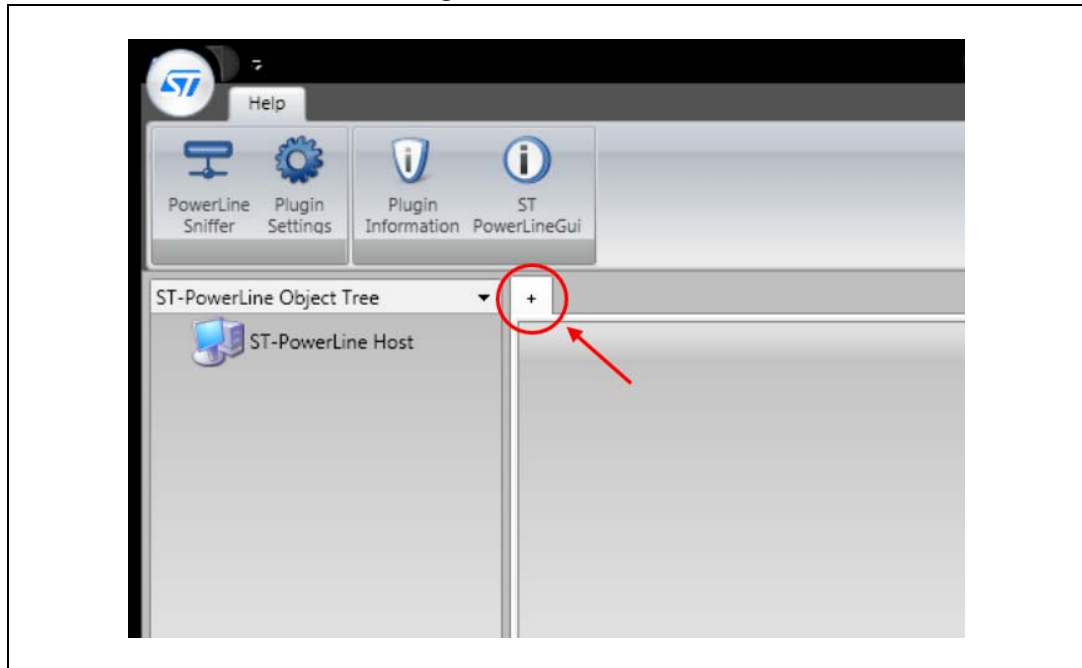 ST
Help
PowerLine
Sniffer
Plugin
Settings
Plugin
Information
ST
PowerLineGui
ST-PowerLine Object Tree
+
ST-PowerLine Host